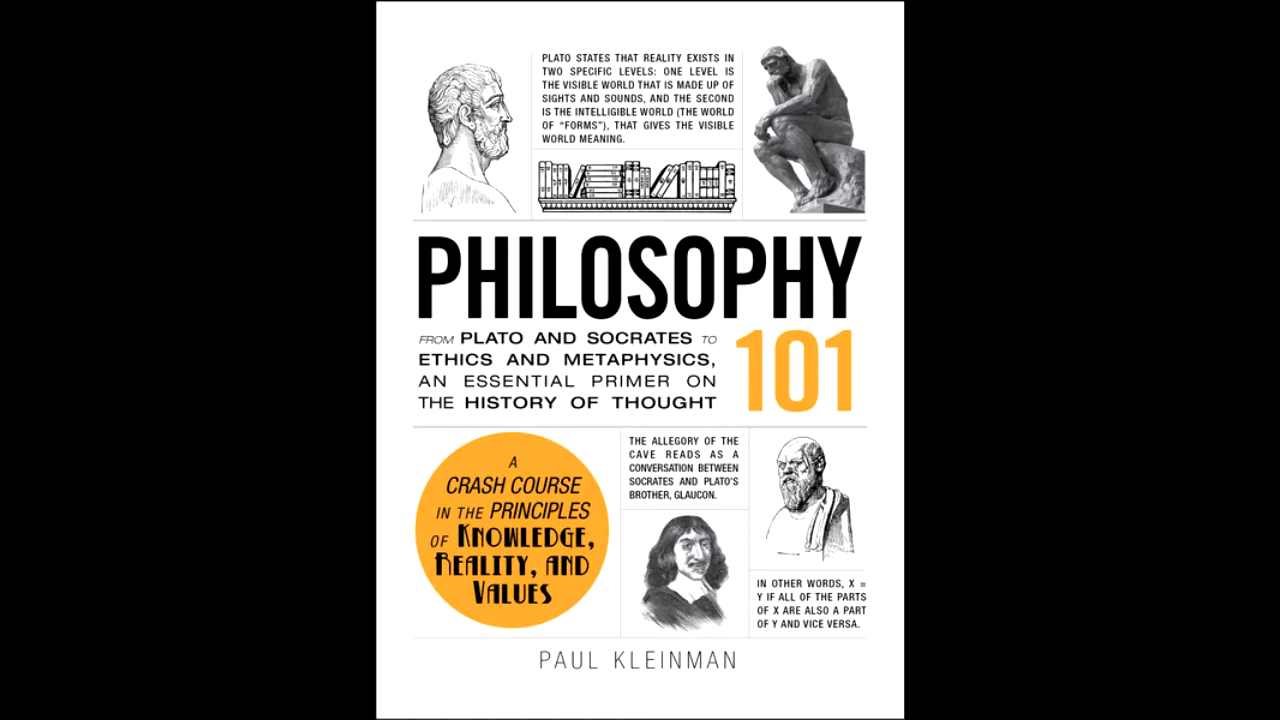 PLATO STATES THAT REALITY EXISTS IN
TWO SPECIFIC LEVELS: ONE LEVEL IS
THE VISIBLE WORLD THAT IS MADE UP OF
SIGHTS AND SOUNDS, AND THE SECOND
IS THE INTELLIGIBLE WORLD (THE WORLD
OF “FORMS”), THAT GIVES THE VISIBLE
WORLD MEANING.
PHILOSOPHY
101
FROM PLATO AND SOCRATES TO
ETHICS AND METAPHYSICS,
AN ESSENTIAL PRIMER ON
THE HISTORY OF THOUGHT
A
CRASH COURSE
IN THE PRINCIPLES
OF KNOWLEDGE,
REALITY, AND
VALUES
THE ALLEGORY OF THE
CAVE READS AS A
CONVERSATION BETWEEN
SOCRATES AND PLATO'S
BROTHER, GLAUCON.
IN OTHER WORDS, X =
Y IF ALL OF THE PARTS
OF X ARE ALSO A PART
OF Y AND VICE VERSA.
PAUL KLEINMAN